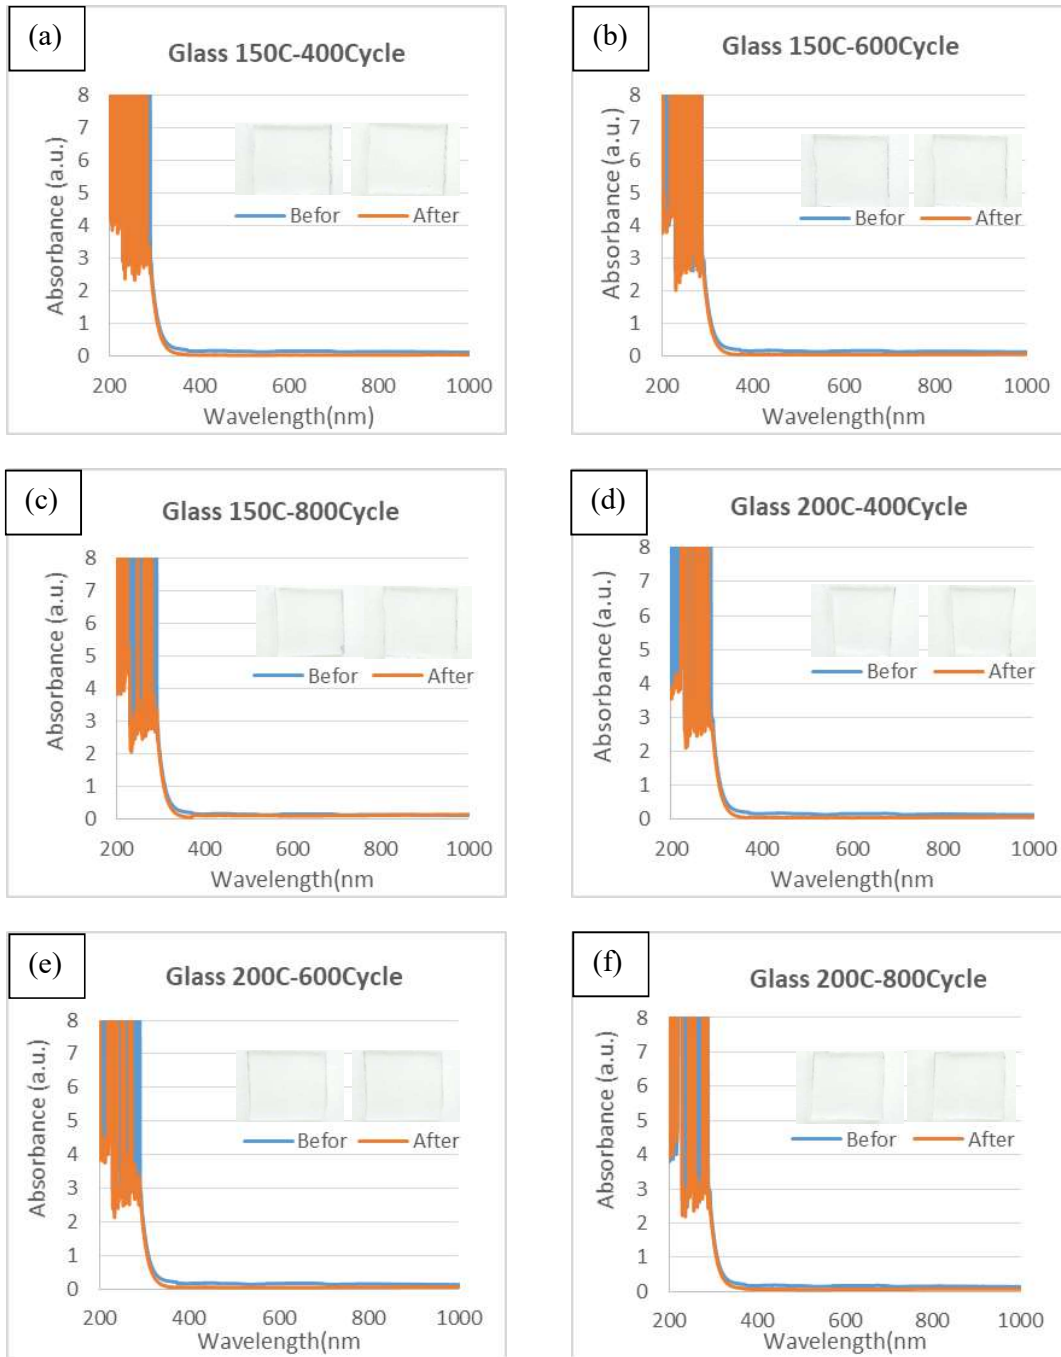 (a)
Glass 150C-400Cycle
Absorbance (a.u.)
8
7
6
5
4
3
2
1
0
Befor After
200 400 600 800 1000
Wavelength(nm)
(b)
Glass 150C-600Cycle
Absorbance (a.u.)
8
7
6
5
4
3
2
1
0
Befor After
200 400 600 800 1000
Wavelength(nm)
(c)
Glass 150C-800Cycle
Absorbance (a.u.)
8
7
6
5
4
3
2
1
0
Befor After
200 400 600 800 1000
Wavelength(nm
(d)
Glass 200C-400Cycle
Absorbance (a.u.)
8
7
6
5
4
3
2
1
0
Befor After
200 400 600 800 1000
Wavelength(nm
(e)
Glass 200C-600Cycle
Absorbance (a.u.)
8
7
6
5
4
3
2
1
0
Befor After
200 400 600 800 1000
Wavelength(nm
(f)
Glass 200C-800Cycle
Absorbance (a.u.)
8
7
6
5
4
3
2
1
0
Befor After
200 400 600 800 1000
Wavelength(nm